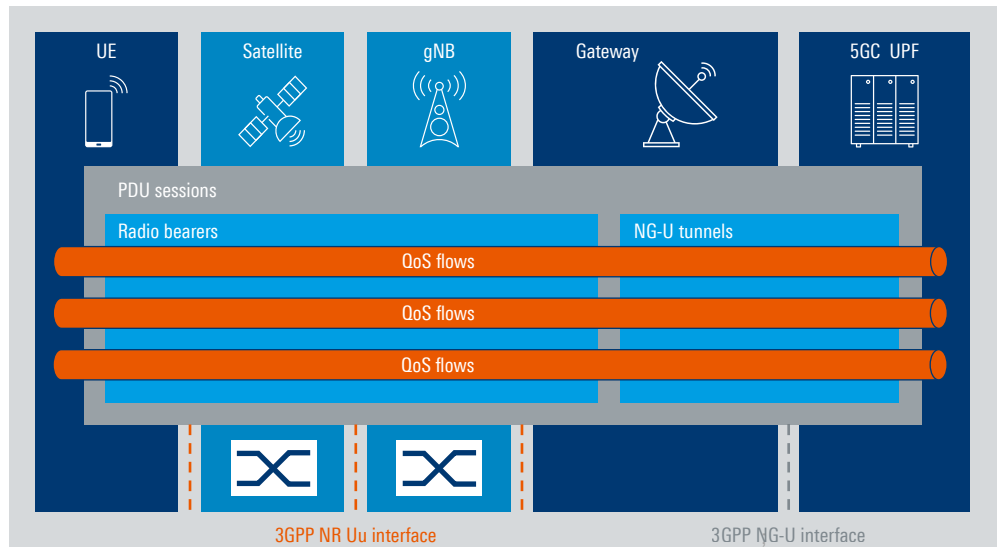 UE
Satellite
gNB
Gateway
5GC UPF
PDU sessions
Radio bearers
NG-U tunnels
QoS flows
QoS flows
QoS flows
3GPP NR Uu interface
3GPP NG-U interface